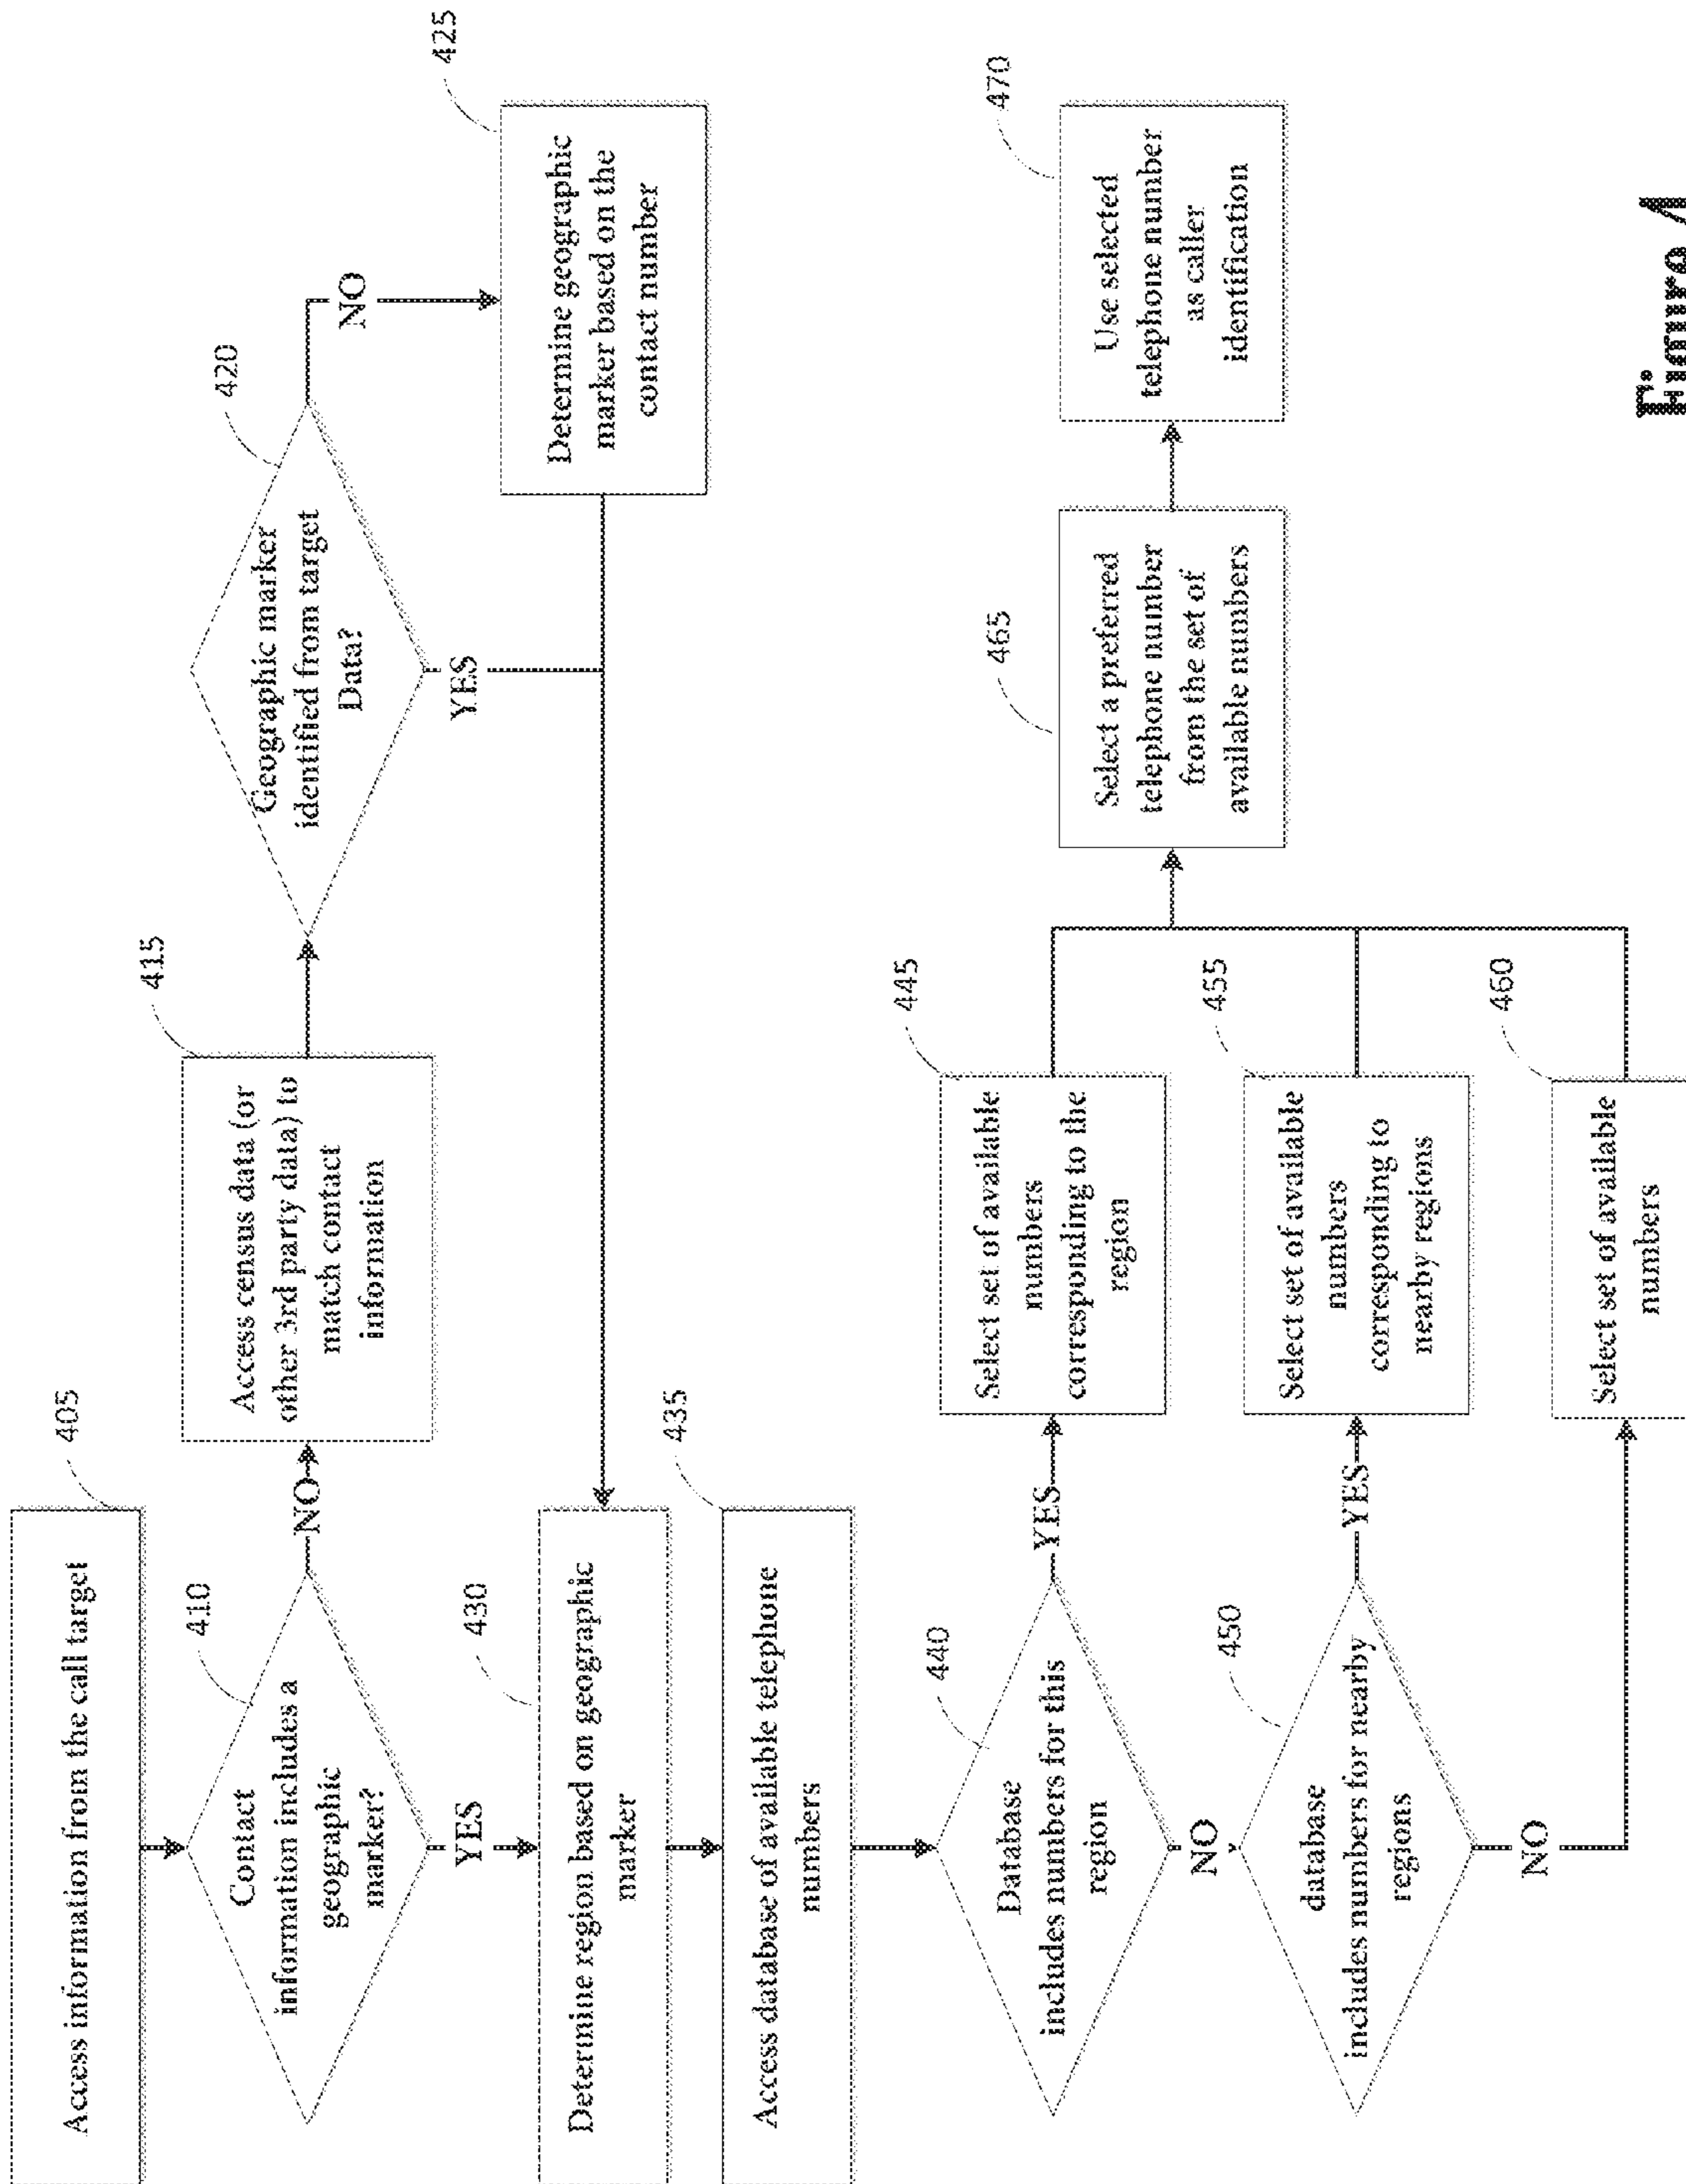 Access information from the call target
405
Contact
information includes a
geographic
marker?
410
NO
YES
Access census data (or
other 3rd party data) to
match contact
information
415
Geographic marker
identified from target
Data?
420
NO
YES
Determine geographic
marker based on the
contact number
425
Determine region based on geographic
marker
430
Access database of available telephone
numbers
435
Database
includes numbers for this
region
440
YES
NO
Select set of available
numbers
corresponding to the
region
445
database
includes numbers for nearby
regions
450
YES
NO
Select set of available
numbers
corresponding to
nearby regions
455
Select set of available
numbers
460
Select a preferred
telephone number
from the set of
available numbers
465
Use selected
telephone number
as caller
identification
470
Figure 4